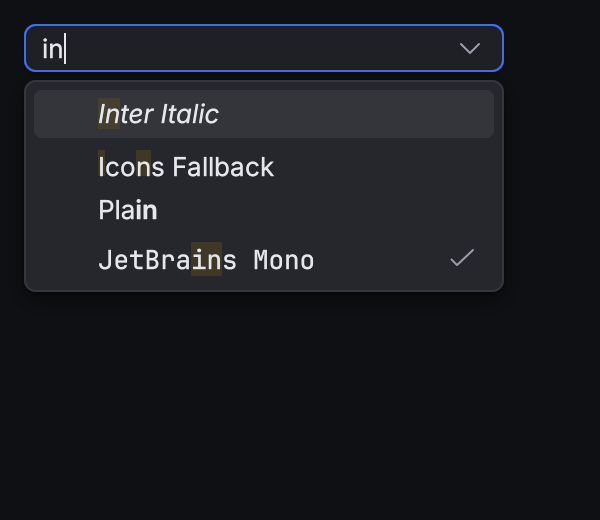 in
Inter Italic
Icons Fallback
Plain
JetBrains Mono